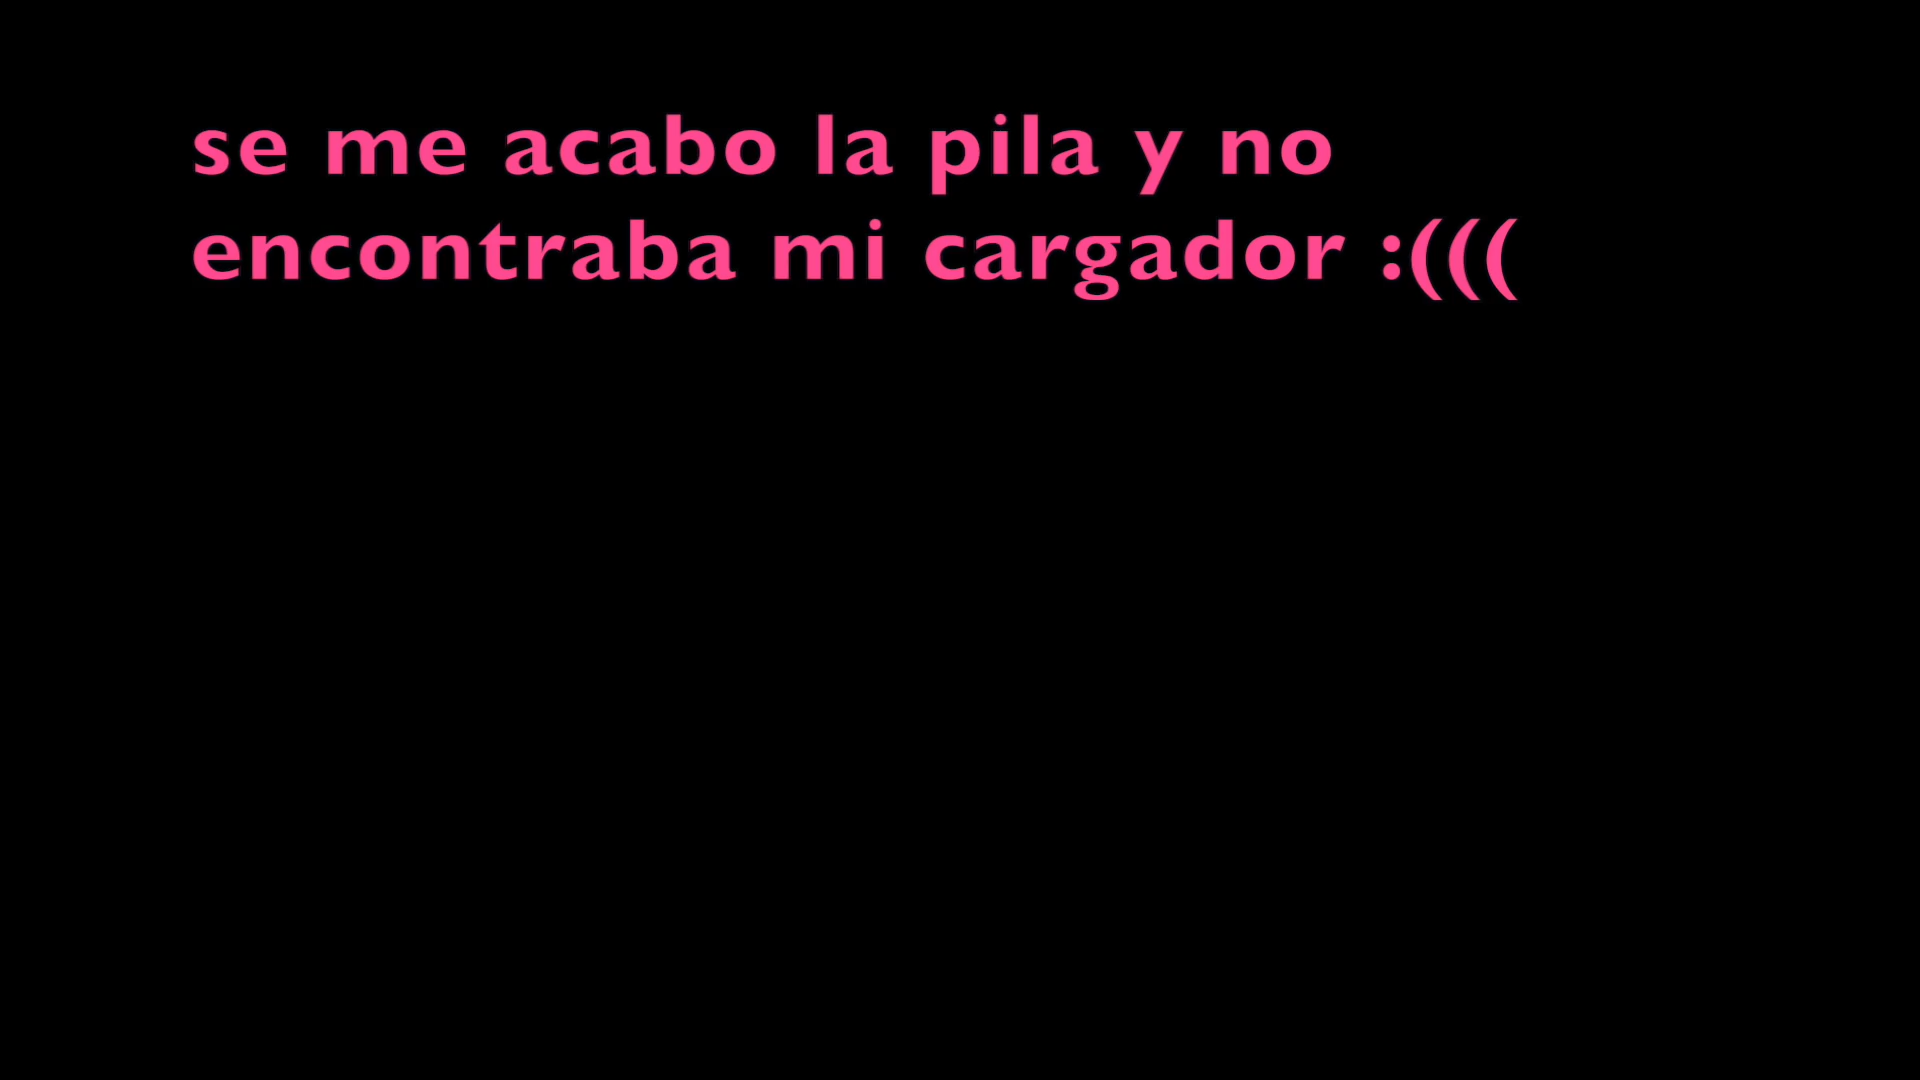 se me acabo la pila y no
encontraba mi cargador :(((